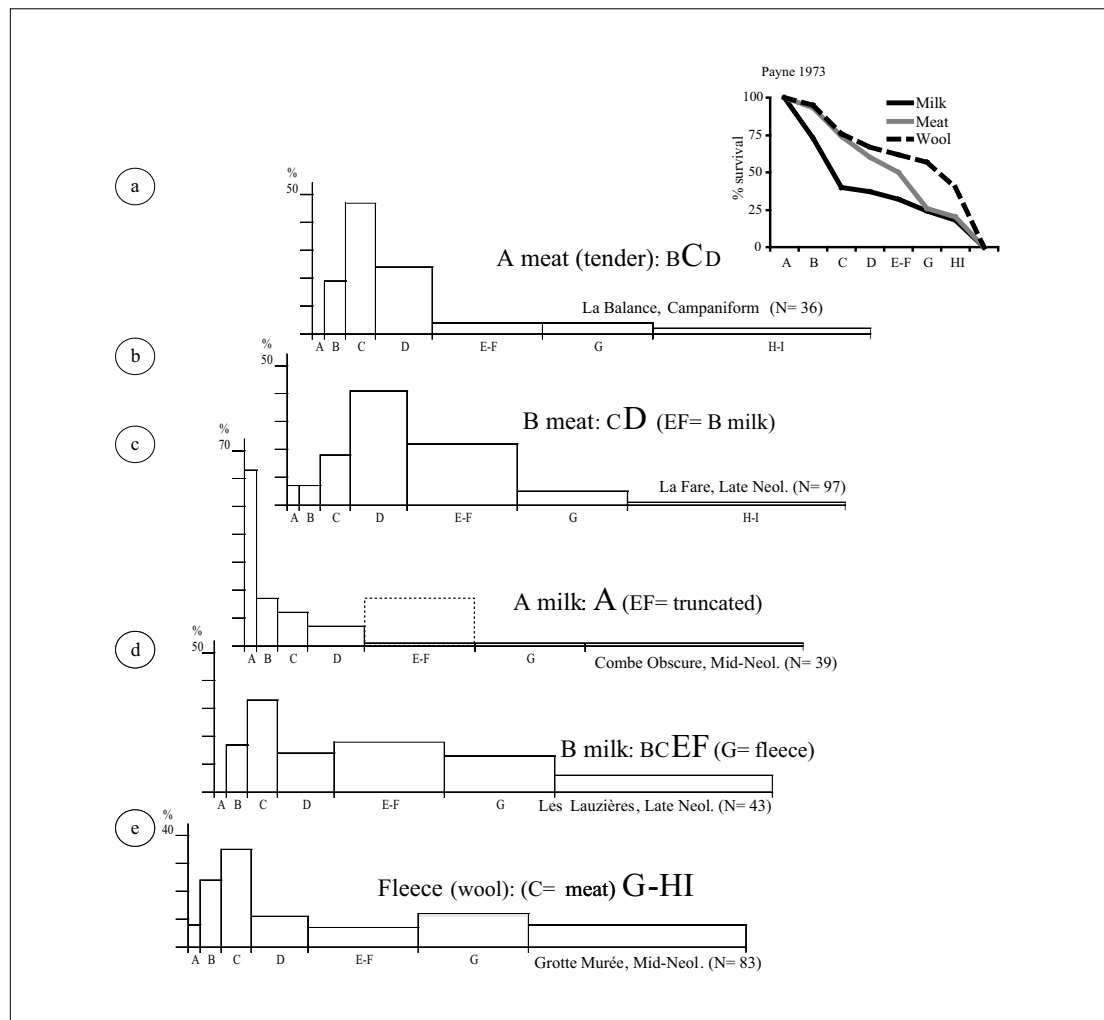 Payne 1973
100
75
50
25
0
% survival
Milk
Meat
Wool
A B C D E-F G HI
a
%
50
A meat (tender): BCD
La Balance, Campaniform (N= 36)
A B C D E-F G H-I
b
%
50
B meat: CD (EF= B milk)
La Fare, Late Neol. (N= 97)
A B C D E-F G H-I
c
%
70
A milk: A (EF= truncated)
A B C D E-F G
Combe Obscure, Mid-Neol. (N= 39)
d
%
50
B milk: BCEF (G= fleece)
A B C D E-F G
Les Lauzières, Late Neol. (N= 43)
e
%
40
Fleece (wool): (C= meat) G-HI
A B C D E-F G
Grotte Murée, Mid-Neol. (N= 83)